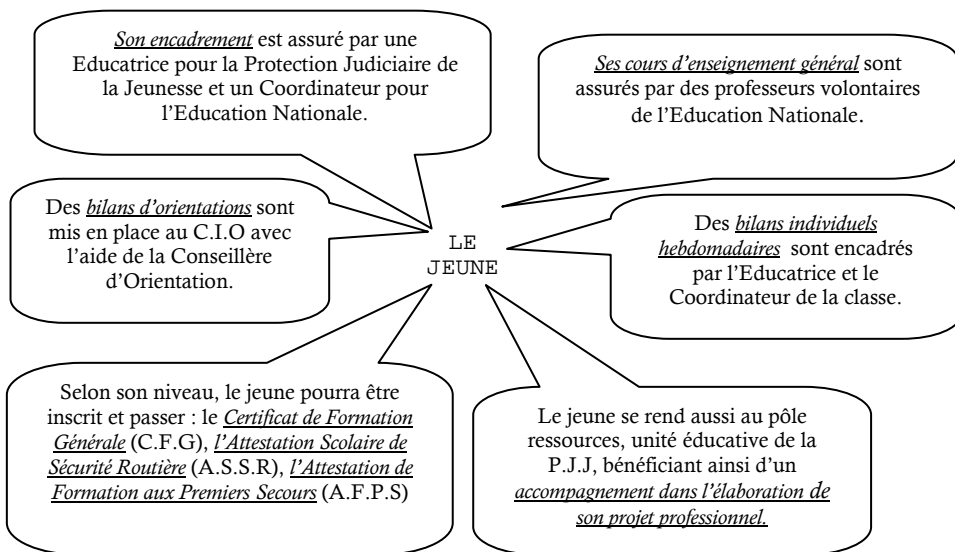 Son encadrement est assuré par une
Educatrice pour la Protection Judiciaire de
la Jeunesse et un Coordinateur pour
l'Education Nationale.
Ses cours d'enseignement général sont
assurés par des professeurs volontaires
de l'Education Nationale.
Des bilans d'orientations sont
mis en place au C.I.O avec
l'aide de la Conseillère
d'Orientation.
LE
JEUNE
Des bilans individuels
hebdomadaires sont encadrés
par l'Educatrice et le
Coordinateur de la classe.
Selon son niveau, le jeune pourra être
inscrit et passer : le Certificat de Formation
Générale (C.F.G), l'Attestation Scolaire de
Sécurité Routière (A.S.S.R), l'Attestation de
Formation aux Premiers Secours (A.F.P.S)
Le jeune se rend aussi au pôle
ressources, unité éducative de la
P.J.J, bénéficiant ainsi d'un
accompagnement dans l'élaboration de
son projet professionnel.